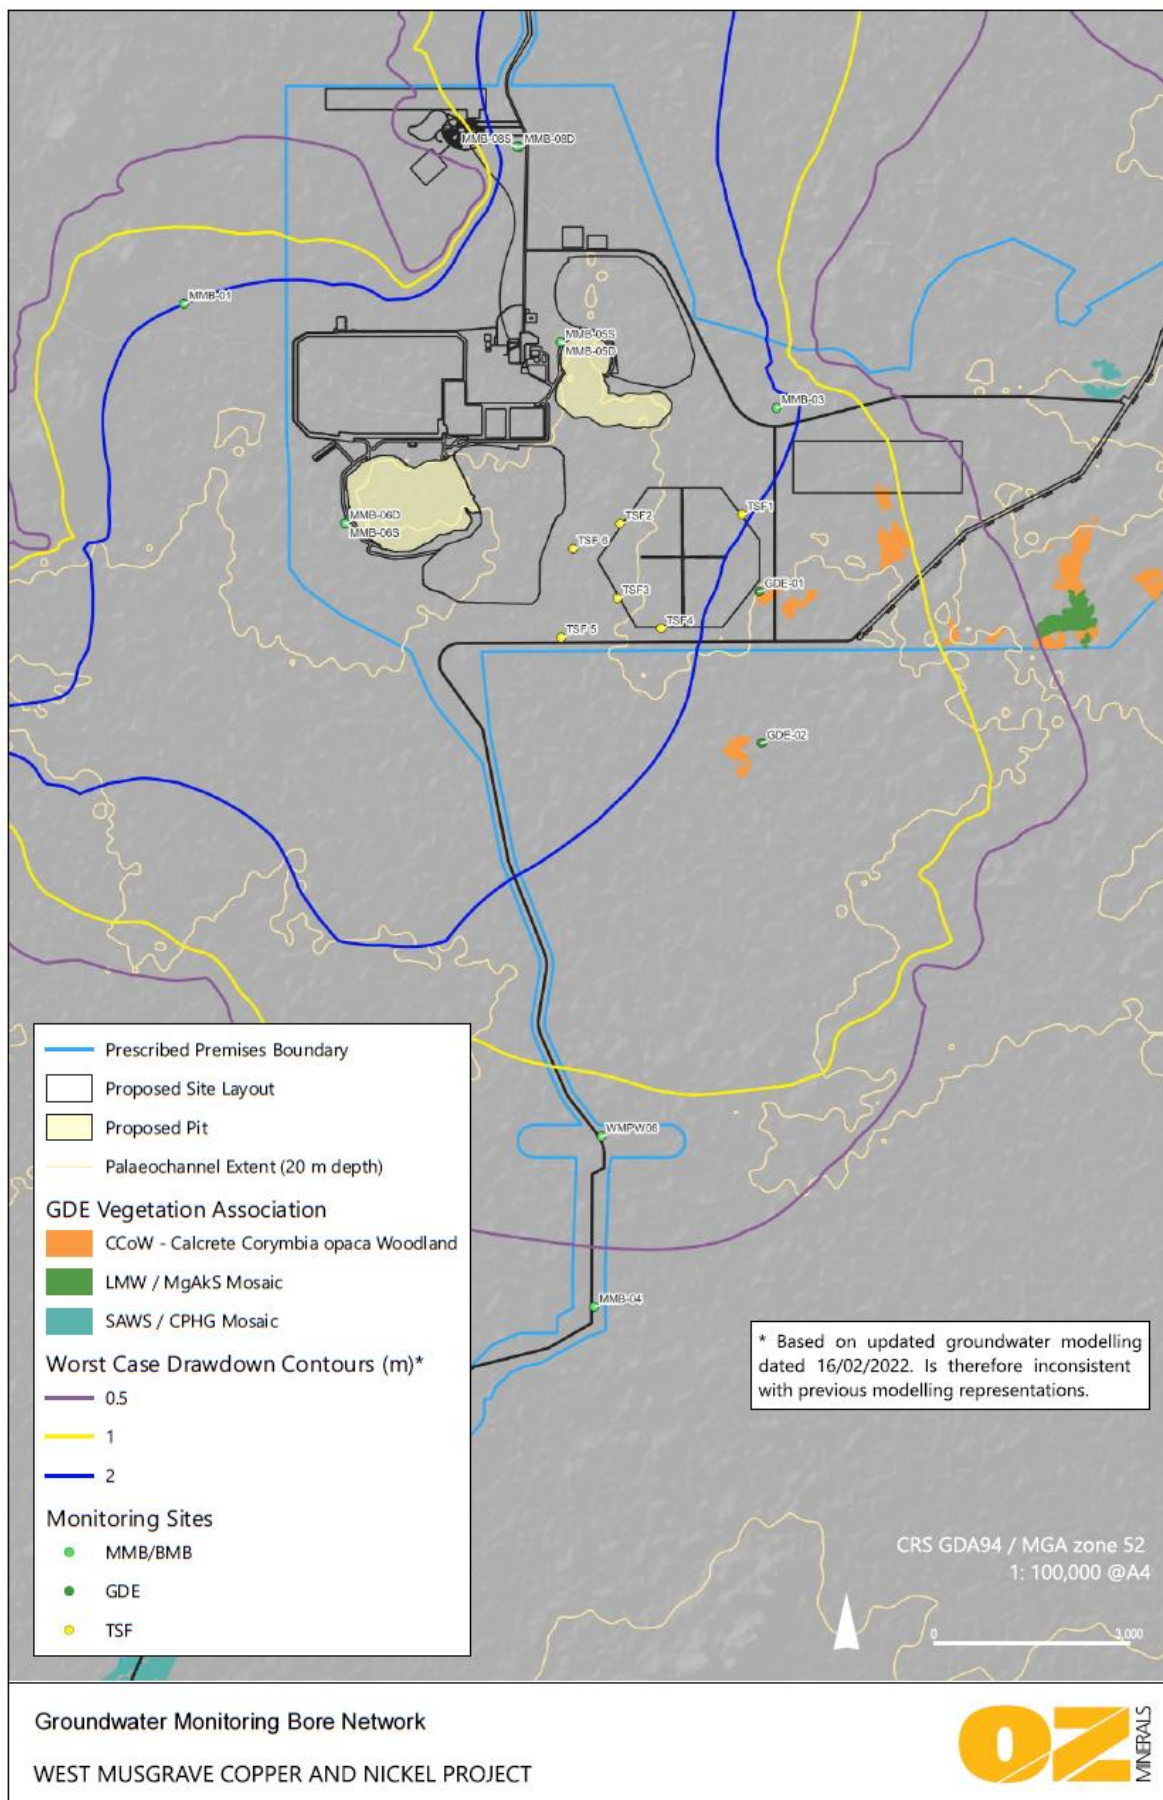 MMB-08S
MMB-08D
MMB-01
MMB-05S
MMB-05D
MMB-03
MMB-06D
MMB-06S
TSF2
TSF1
TSF 6
TSF3
GDE-01
TSF 5
TSF4
GDE-02
WMPW06
MMB-04
Prescribed Premises Boundary
Proposed Site Layout
Proposed Pit
Palaeochannel Extent (20 m depth)
GDE Vegetation Association
CCoW - Calcrete Corymbia opaca Woodland
LMW / MgAkS Mosaic
SAWS / CPHG Mosaic
Worst Case Drawdown Contours (m)*
0.5
1
2
Monitoring Sites
MMB/BMB
GDE
TSF
* Based on updated groundwater modelling
dated 16/02/2022. Is therefore inconsistent
with previous modelling representations.
CRS GDA94 / MGA zone 52
1: 100,000 @A4
0 3,000
Groundwater Monitoring Bore Network
WEST MUSGRAVE COPPER AND NICKEL PROJECT
OZ MINERALS